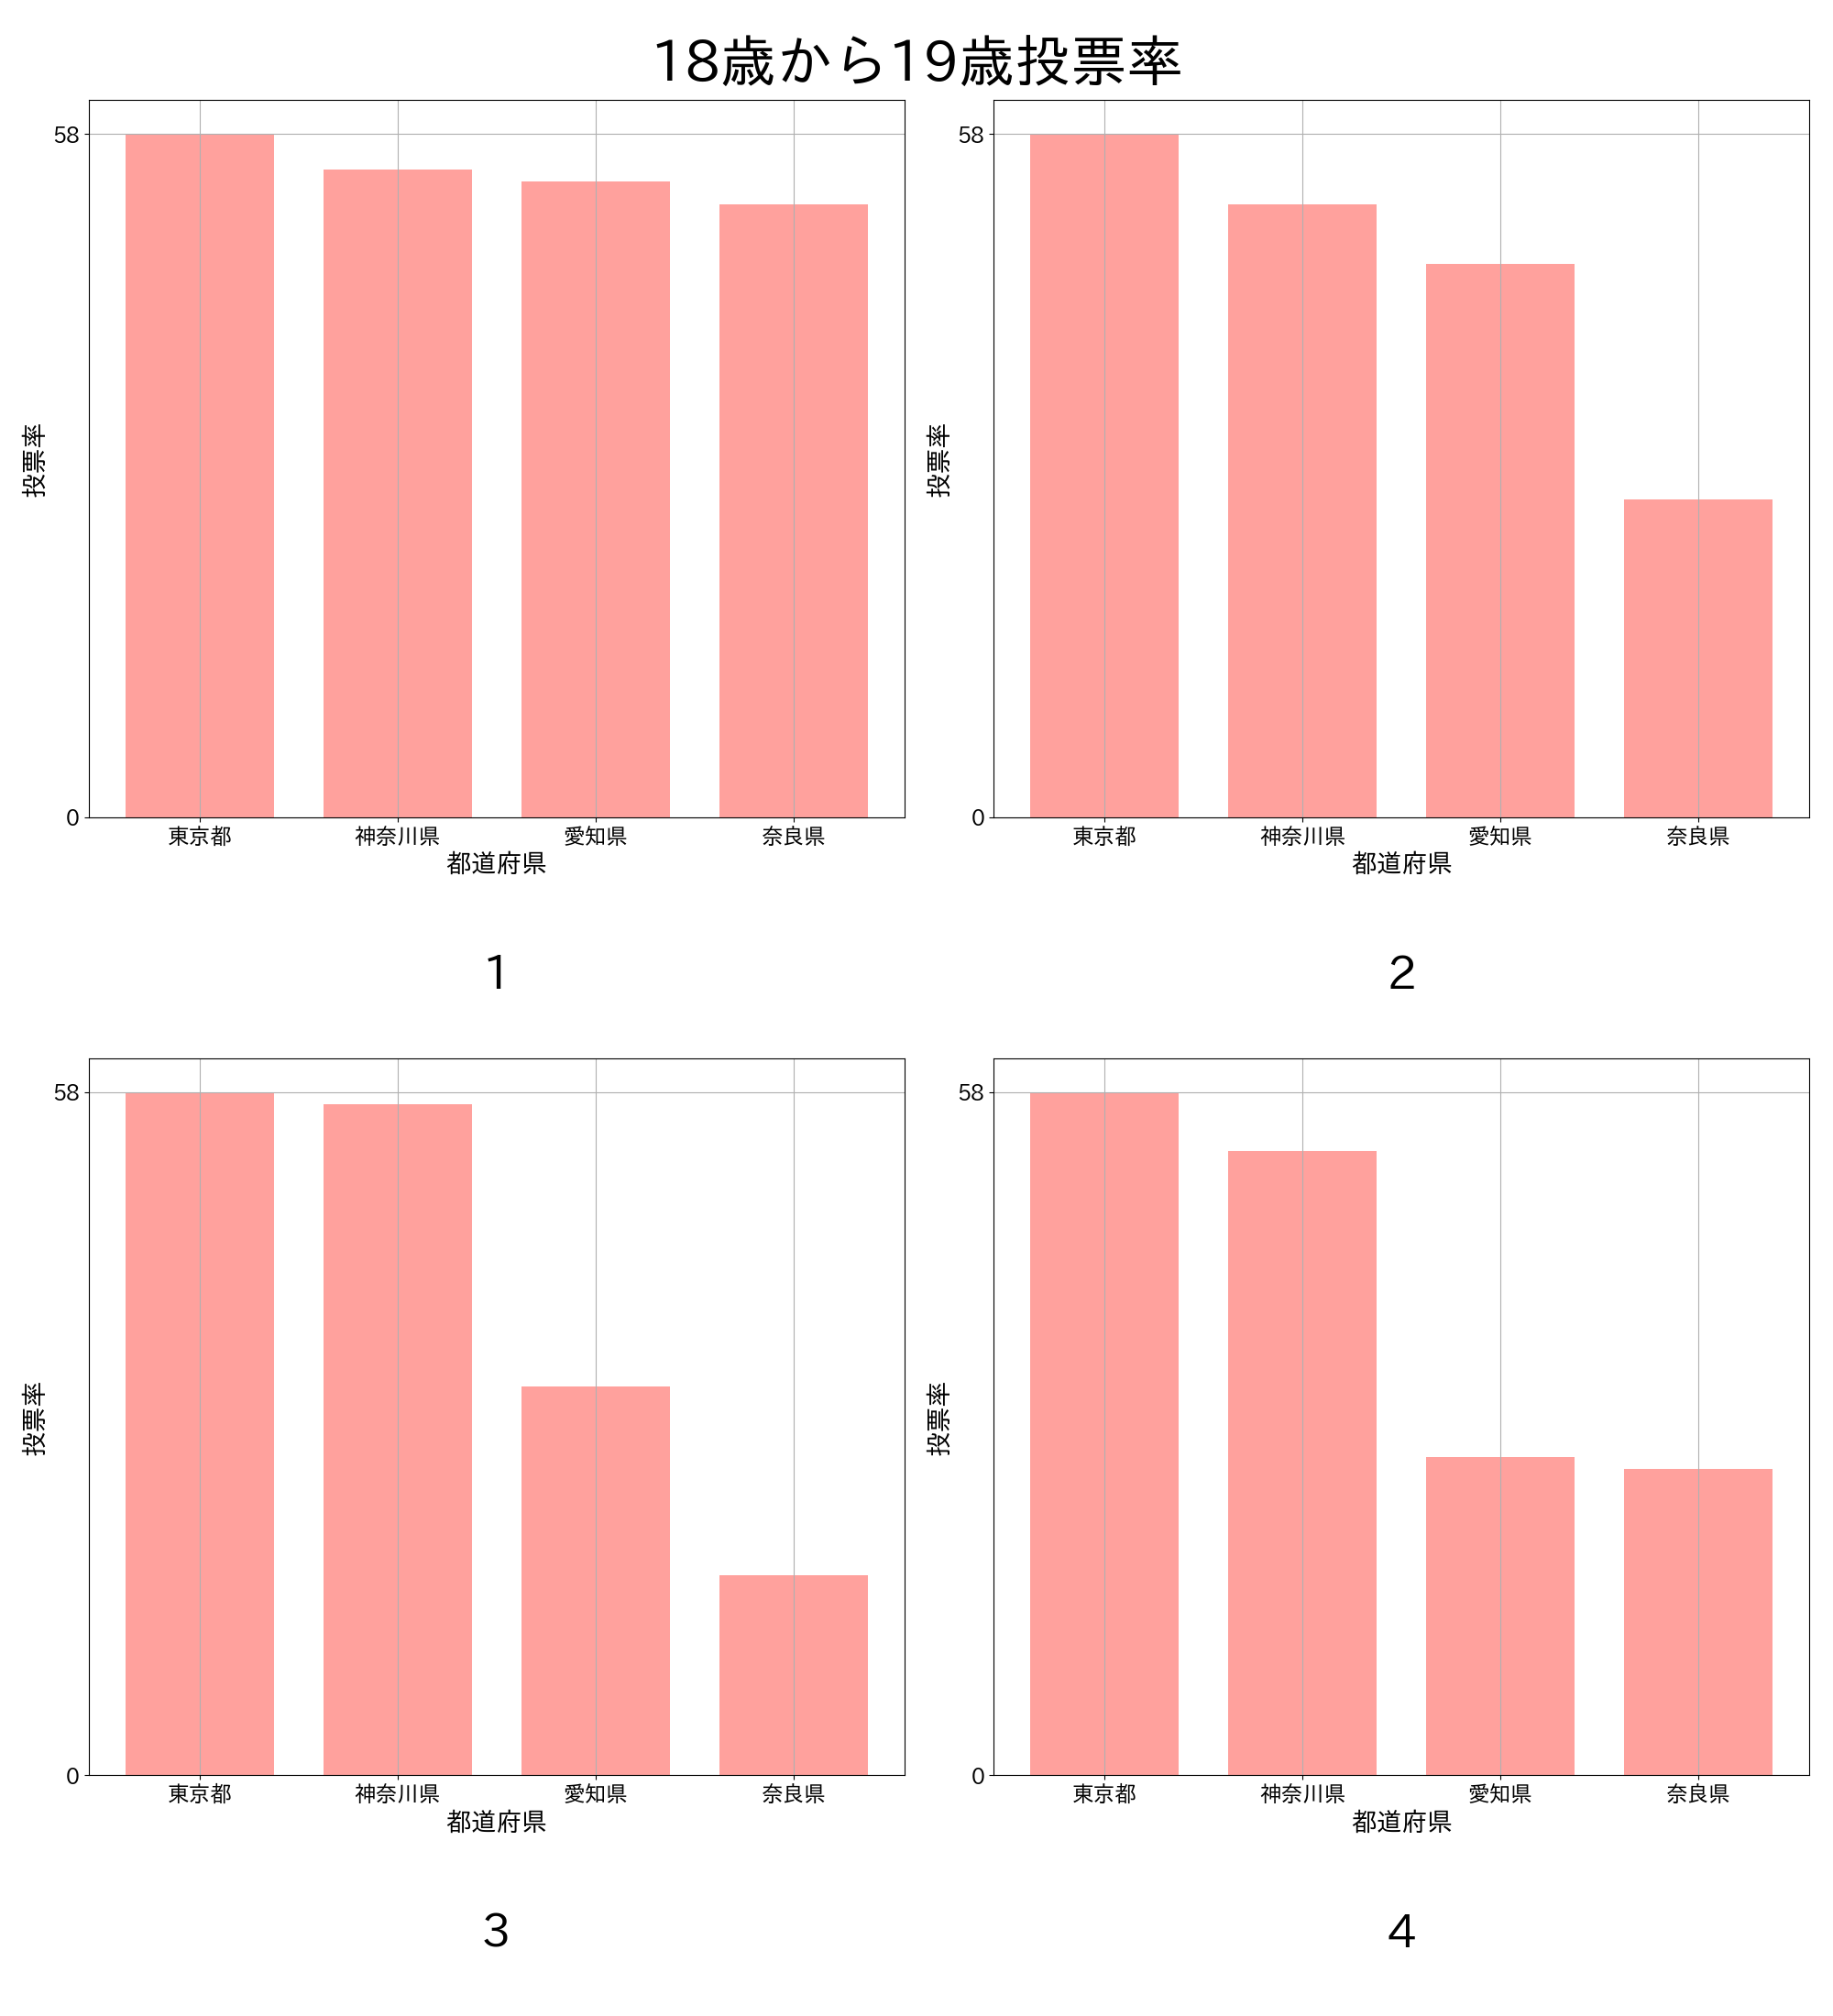 18歳から19歳投票率
58
0
投票率
東京都 神奈川県 愛知県 奈良県
都道府県
1
58
0
投票率
東京都 神奈川県 愛知県 奈良県
都道府県
2
58
0
投票率
東京都 神奈川県 愛知県 奈良県
都道府県
3
58
0
投票率
東京都 神奈川県 愛知県 奈良県
都道府県
4